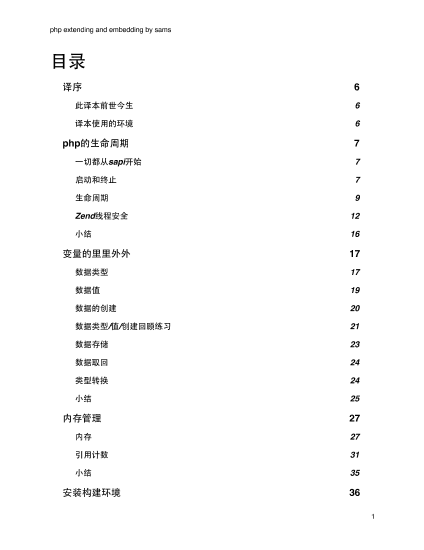 php extending and embedding by sams
目录
译序 6
此译本前世今生 6
译本使用的环境 6
php的生命周期 7
一切都从sapi开始 7
启动和终止 7
生命周期 9
Zend线程安全 12
小结 16
变量的里里外外 17
数据类型 17
数据值 19
数据的创建 20
数据类型/值/创建回顾练习 21
数据存储 23
数据取回 24
类型转换 24
小结 25
内存管理 27
内存 27
引用计数 31
小结 35
安装构建环境 36
1